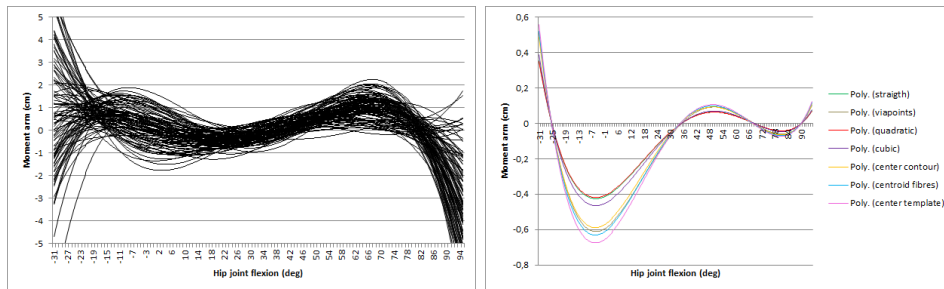 5
4
3
2
1
0
-1
-2
-3
-4
-5
Moment arm (cm)
-31 -27 -23 -19 -15 -11 -7 -3 2 6 10 14 18 22 26 30 34 38 42 46 50 54 58 62 66 70 74 78 82 86 90 94
Hip joint flexion (deg)
0,6
0,4
0,2
0
-0,2
-0,4
-0,6
-0,8
Moment arm (cm)
-31 -25 -19 -13 -7 -1 6 12 18 24 30 36 42 48 54 60 66 72 78 84 90
Hip joint flexion (deg)
Poly. (straigth)
Poly. (viapoints)
Poly. (quadratic)
Poly. (cubic)
Poly. (center contour)
Poly. (centroid fibres)
Poly. (center template)